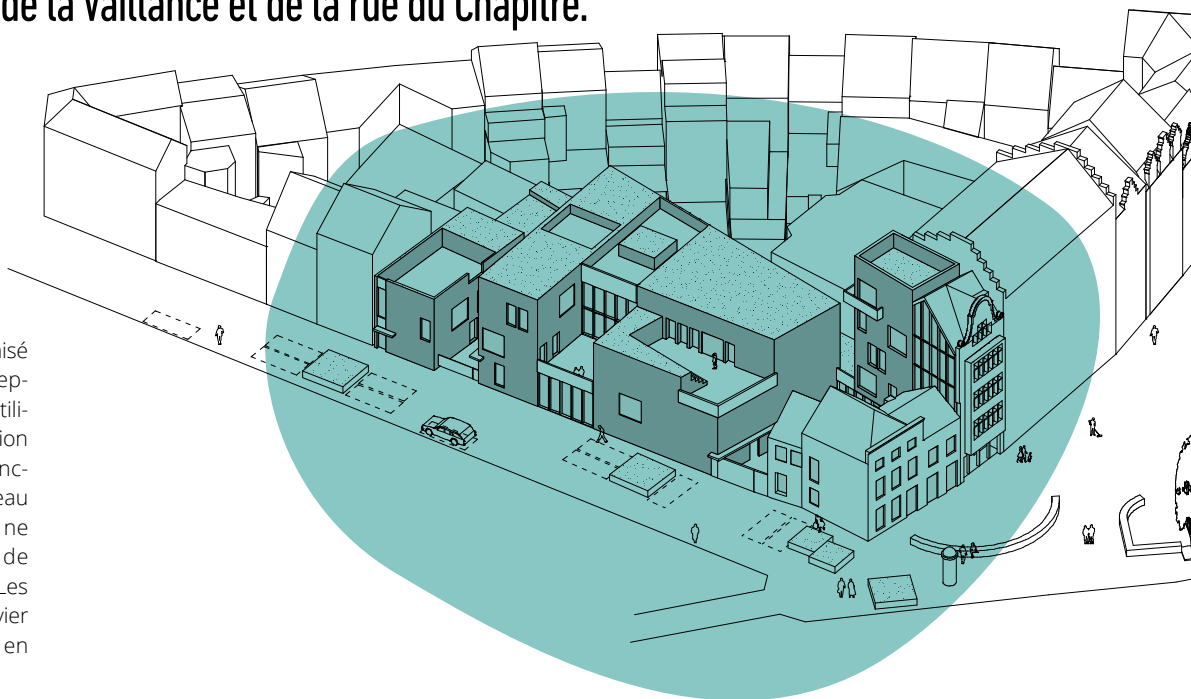 de la Vaillance et de la rue du Chapitre.
isé
ep-
tili-
ion
nc-
eau
ne
de
Les
vier
en